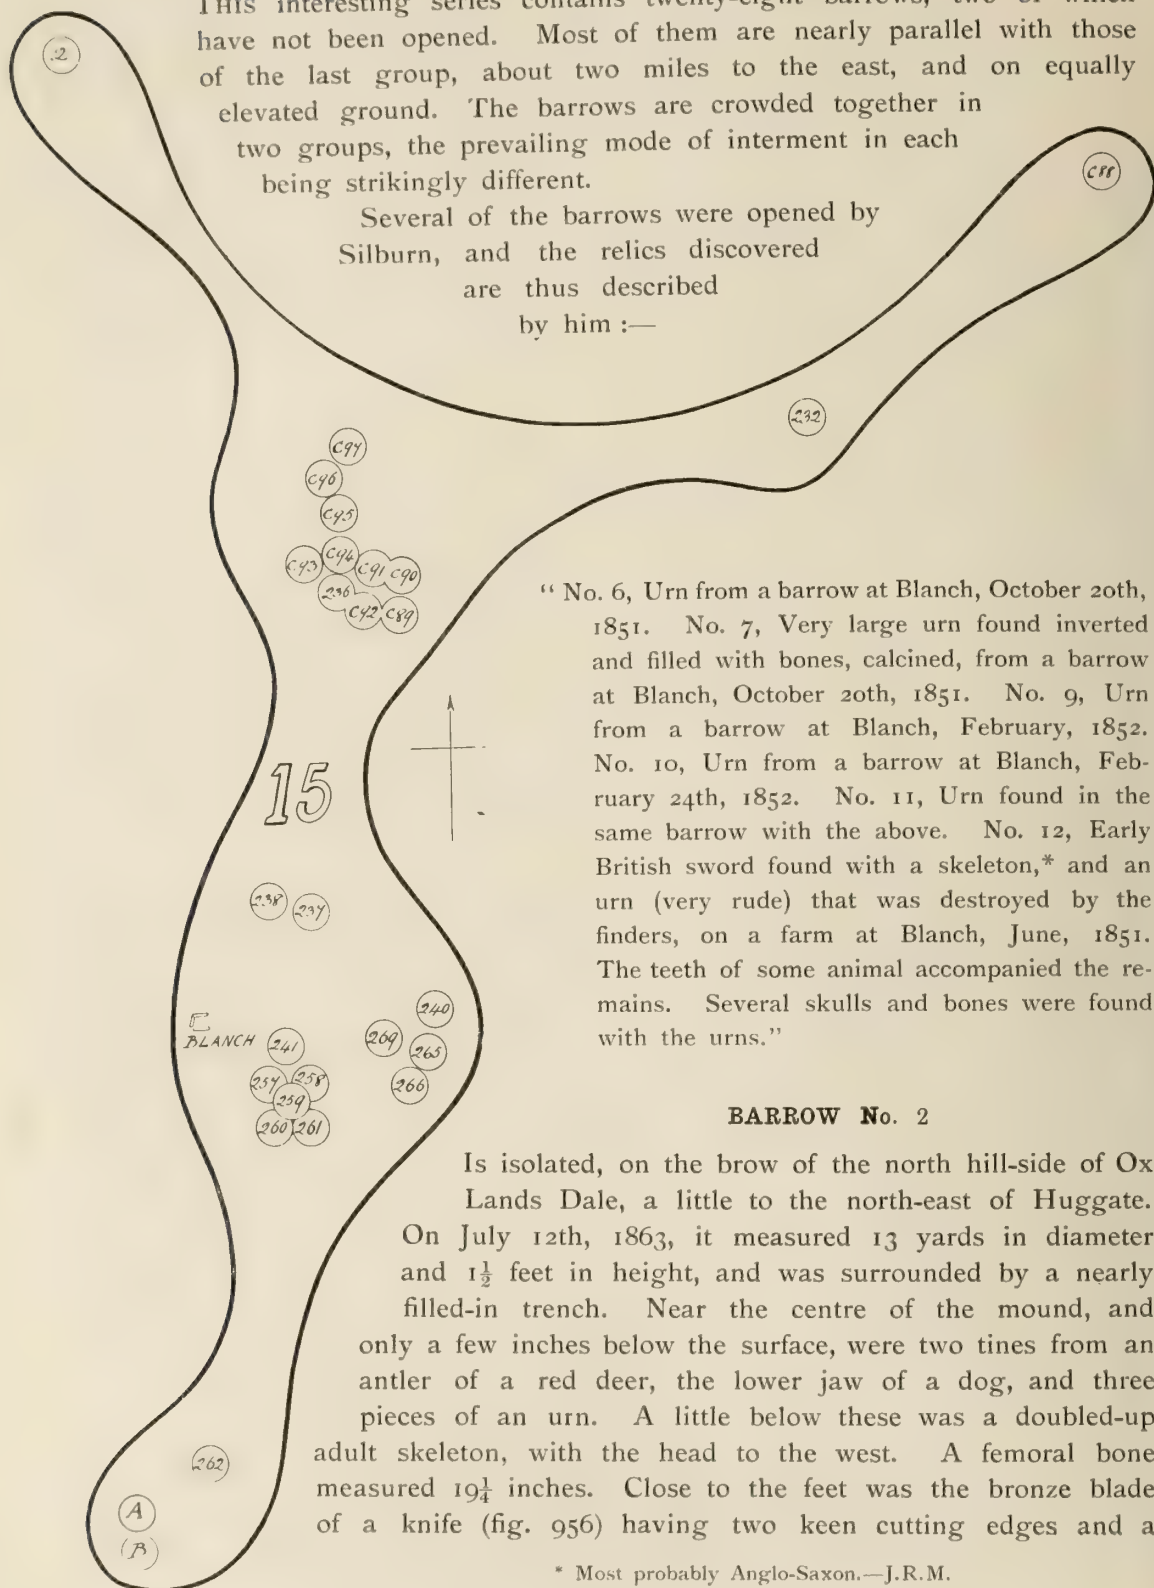 THIS interesting series contains twenty-eight barrows, two of which
have not been opened. Most of them are nearly parallel with those
of the last group, about two miles to the east, and on equally
elevated ground. The barrows are crowded together in
two groups, the prevailing mode of interment in each
being strikingly different.
Several of the barrows were opened by
Silburn, and the relics discovered
are thus described
by him :—
2
C88
232
C97
C96
C95
C94
C93
C91
C90
236
C92
C89
15
238
237
240
269
265
266
BLANCH
241
257
258
259
260
261
262
A
(B)
“ No. 6, Urn from a barrow at Blanch, October 20th,
1851. No. 7, Very large urn found inverted
and filled with bones, calcined, from a barrow
at Blanch, October 20th, 1851. No. 9, Urn
from a barrow at Blanch, February, 1852.
No. 10, Urn from a barrow at Blanch, Feb-
ruary 24th, 1852. No. 11, Urn found in the
same barrow with the above. No. 12, Early
British sword found with a skeleton,* and an
urn (very rude) that was destroyed by the
finders, on a farm at Blanch, June, 1851.
The teeth of some animal accompanied the re-
mains. Several skulls and bones were found
with the urns.”
BARROW No. 2
Is isolated, on the brow of the north hill-side of Ox
Lands Dale, a little to the north-east of Huggate.
On July 12th, 1863, it measured 13 yards in diameter
and 1½ feet in height, and was surrounded by a nearly
filled-in trench. Near the centre of the mound, and
only a few inches below the surface, were two tines from an
antler of a red deer, the lower jaw of a dog, and three
pieces of an urn. A little below these was a doubled-up
adult skeleton, with the head to the west. A femoral bone
measured 19¼ inches. Close to the feet was the bronze blade
of a knife (fig. 956) having two keen cutting edges and a
* Most probably Anglo-Saxon.—J.R.M.